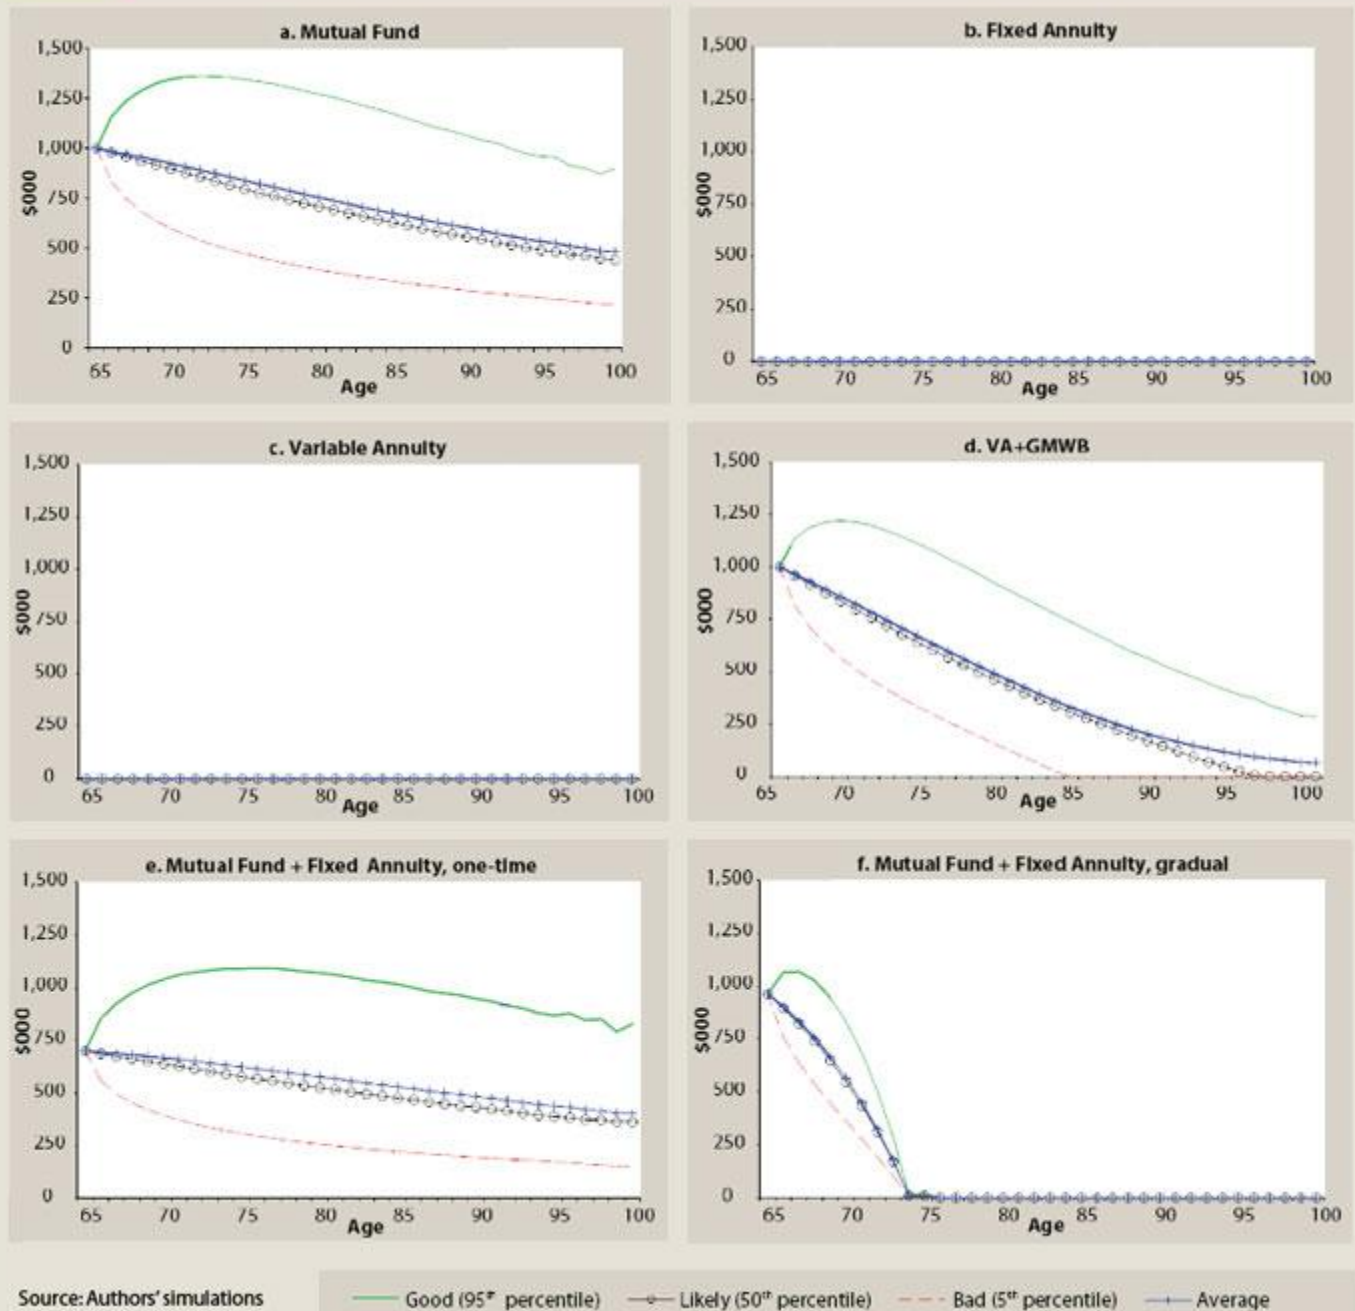 a. Mutual Fund
1,500
1,250
1,000
750
500
250
0
$000
65 70 75 80 85 90 95 100
Age
b. Fixed Annuity
1,500
1,250
1,000
750
500
250
0
$000
65 70 75 80 85 90 95 100
Age
c. Variable Annuity
1,500
1,250
1,000
750
500
250
0
$000
65 70 75 80 85 90 95 100
Age
d. VA+GMWB
1,500
1,250
1,000
750
500
250
0
$000
65 70 75 80 85 90 95 100
Age
e. Mutual Fund + Fixed Annuity, one-time
1,500
1,250
1,000
750
500
250
0
$000
65 70 75 80 85 90 95 100
Age
f. Mutual Fund + Fixed Annuity, gradual
1,500
1,250
1,000
750
500
250
0
$000
65 70 75 80 85 90 95 100
Age
Source: Authors' simulations
Good (95th percentile) Likely (50th percentile) Bad (5th percentile) Average